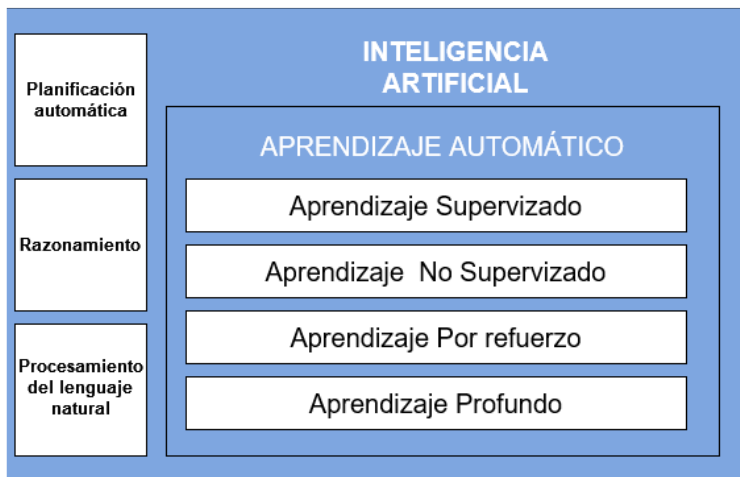 INTELIGENCIA
ARTIFICIAL
Planificación
automática
Razonamiento
Procesamiento
del lenguaje
natural
APRENDIZAJE AUTOMÁTICO
Aprendizaje Supervizado
Aprendizaje No Supervizado
Aprendizaje Por refuerzo
Aprendizaje Profundo